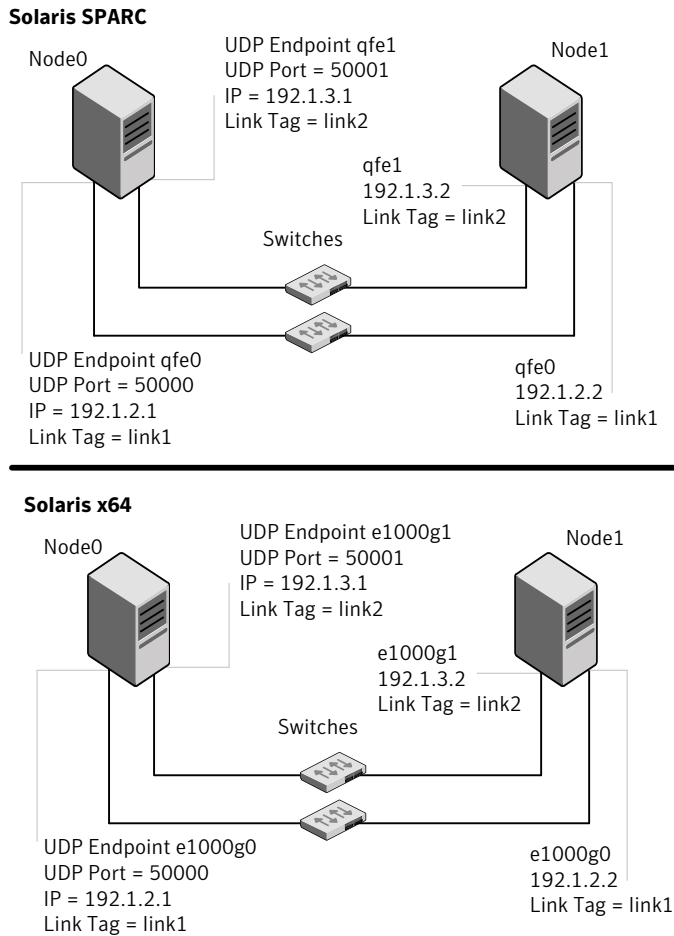 Solaris SPARC
Node0
UDP Endpoint qfe1
UDP Port = 50001
IP = 192.1.3.1
Link Tag = link2
Node1
qfe1
192.1.3.2
Link Tag = link2
Switches
UDP Endpoint qfe0
UDP Port = 50000
IP = 192.1.2.1
Link Tag = link1
qfe0
192.1.2.2
Link Tag = link1
Solaris x64
Node0
UDP Endpoint e1000g1
UDP Port = 50001
IP = 192.1.3.1
Link Tag = link2
Node1
e1000g1
192.1.3.2
Link Tag = link2
Switches
UDP Endpoint e1000g0
UDP Port = 50000
IP = 192.1.2.1
Link Tag = link1
e1000g0
192.1.2.2
Link Tag = link1